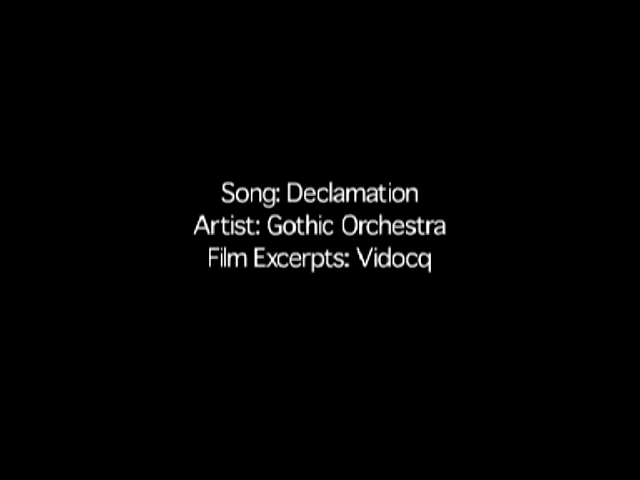 Song: Declamation
Artist: Gothic Orchestra
Film Excerpts: Vidocq